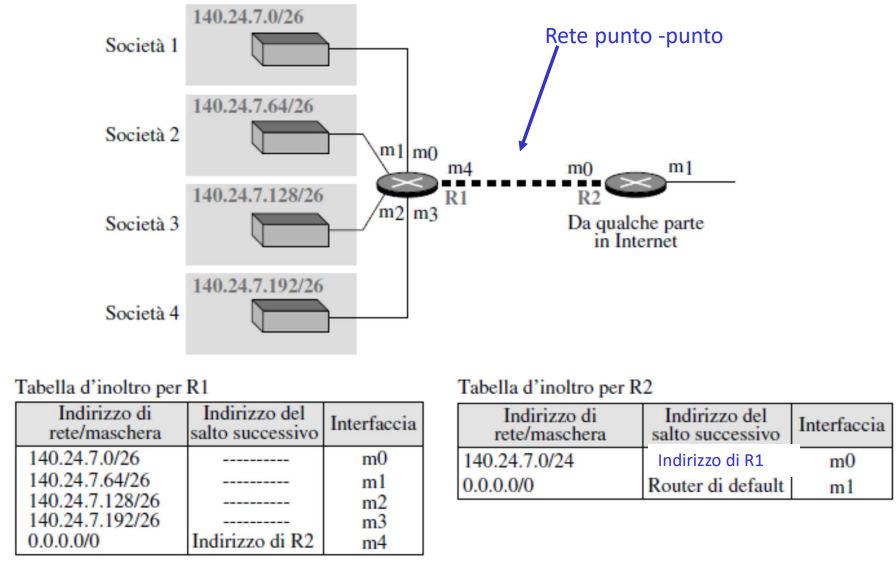 140.24.7.0/26
Società 1
Rete punto -punto
140.24.7.64/26
Società 2
m1 m0
m4
m0
m1
140.24.7.128/26
R1
R2
m2 m3
Società 3
Da qualche parte
in Internet
140.24.7.192/26
Società 4
Tabella d'inoltro per R1
Indirizzo di
rete/maschera
Indirizzo del
salto successivo
Interfaccia
140.24.7.0/26 ---------- m0
140.24.7.64/26 ---------- m1
140.24.7.128/26 ---------- m2
140.24.7.192/26 ---------- m3
0.0.0.0/0 Indirizzo di R2 m4
Tabella d'inoltro per R2
Indirizzo di
rete/maschera
Indirizzo del
salto successivo
Interfaccia
140.24.7.0/24 Indirizzo di R1 m0
0.0.0.0/0 Router di default m1